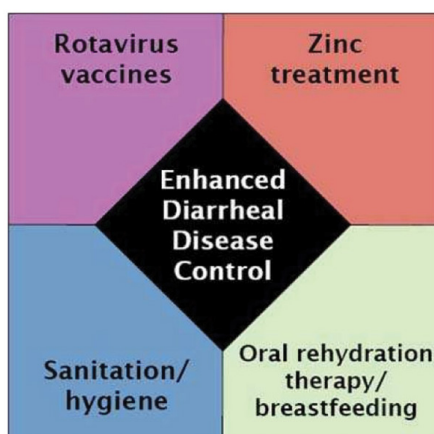 Rotavirus
vaccines
Zinc
treatment
Enhanced
Diarrheal
Disease
Control
Sanitation/
hygiene
Oral rehydration
therapy/
breastfeeding